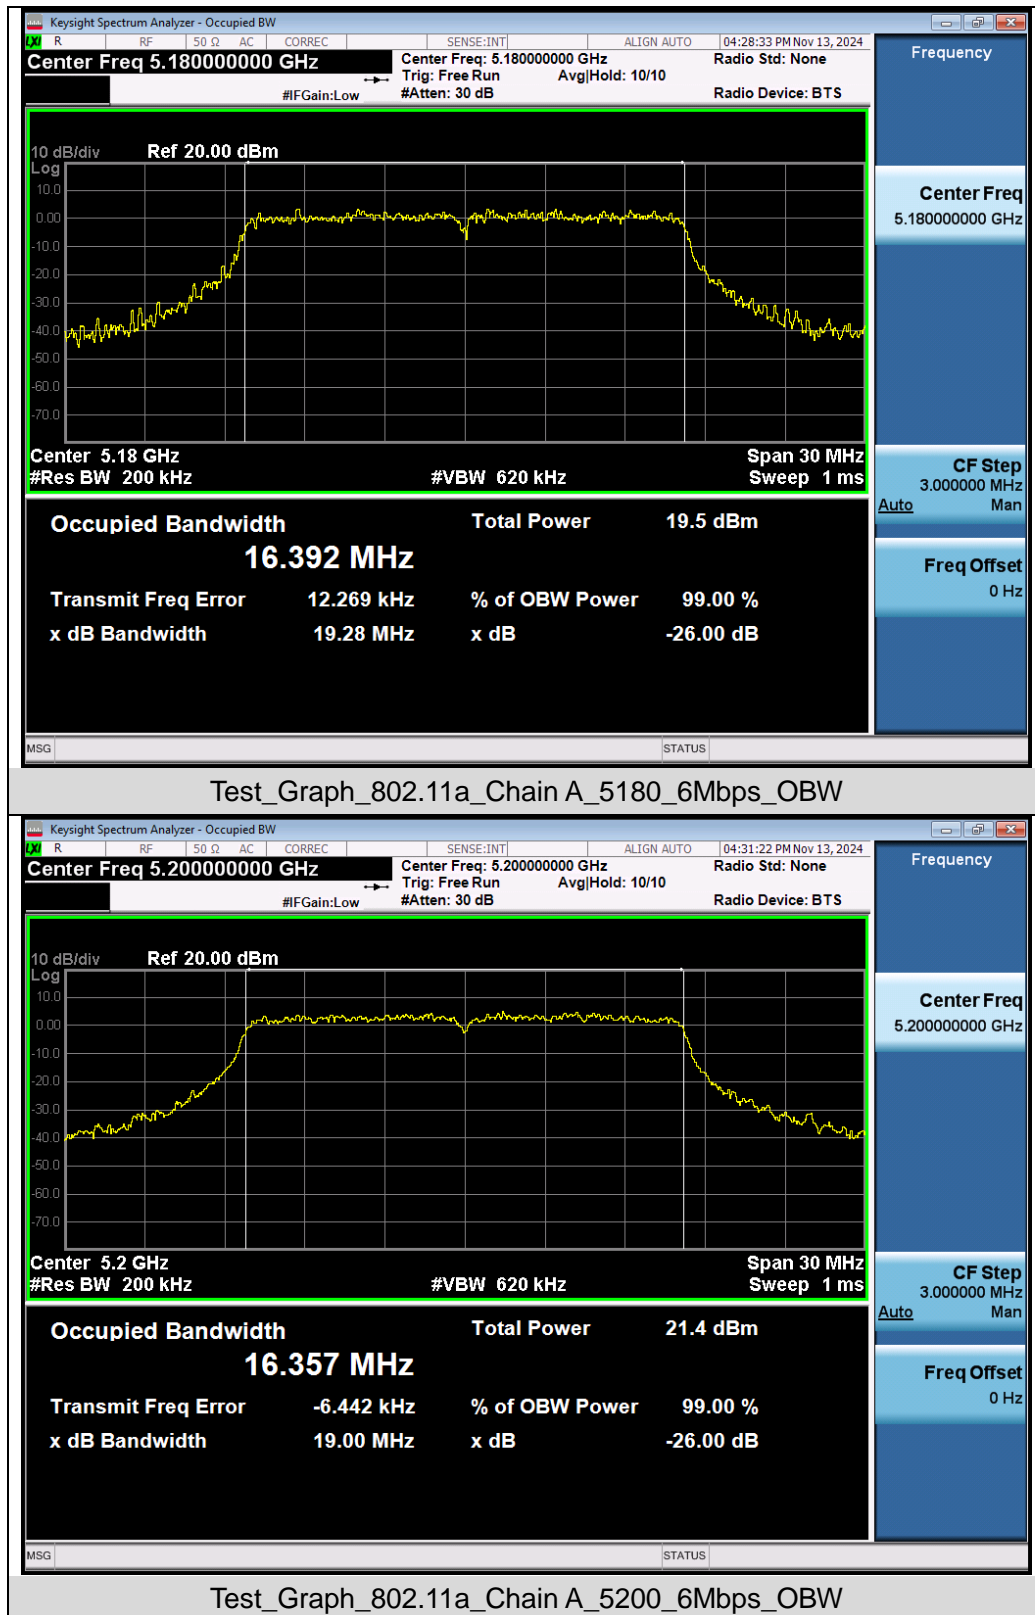 Keysight Spectrum Analyzer - Occupied BW
LXI R RF 50 Ω AC CORREC SENSE:INT ALIGN AUTO 04:28:33 PM Nov 13, 2024
Center Freq 5.180000000 GHz Center Freq: 5.180000000 GHz Radio Std: None
Trig: Free Run Avg|Hold: 10/10
#IFGain:Low #Atten: 30 dB Radio Device: BTS
10 dB/div Ref 20.00 dBm
Log
10.0
0.00
-10.0
-20.0
-30.0
-40.0
-50.0
-60.0
-70.0
Center 5.18 GHz Span 30 MHz
#Res BW 200 kHz #VBW 620 kHz Sweep 1 ms
Occupied Bandwidth Total Power 19.5 dBm
16.392 MHz
Transmit Freq Error 12.269 kHz % of OBW Power 99.00 %
x dB Bandwidth 19.28 MHz x dB -26.00 dB
MSG STATUS
Frequency
Center Freq
5.180000000 GHz
CF Step
3.000000 MHz
Auto Man
Freq Offset
0 Hz
Test_Graph_802.11a_Chain A_5180_6Mbps_OBW
Keysight Spectrum Analyzer - Occupied BW
LXI R RF 50 Ω AC CORREC SENSE:INT ALIGN AUTO 04:31:22 PM Nov 13, 2024
Center Freq 5.200000000 GHz Center Freq: 5.200000000 GHz Radio Std: None
Trig: Free Run Avg|Hold: 10/10
#IFGain:Low #Atten: 30 dB Radio Device: BTS
10 dB/div Ref 20.00 dBm
Log
10.0
0.00
-10.0
-20.0
-30.0
-40.0
-50.0
-60.0
-70.0
Center 5.2 GHz Span 30 MHz
#Res BW 200 kHz #VBW 620 kHz Sweep 1 ms
Occupied Bandwidth Total Power 21.4 dBm
16.357 MHz
Transmit Freq Error -6.442 kHz % of OBW Power 99.00 %
x dB Bandwidth 19.00 MHz x dB -26.00 dB
MSG STATUS
Frequency
Center Freq
5.200000000 GHz
CF Step
3.000000 MHz
Auto Man
Freq Offset
0 Hz
Test_Graph_802.11a_Chain A_5200_6Mbps_OBW